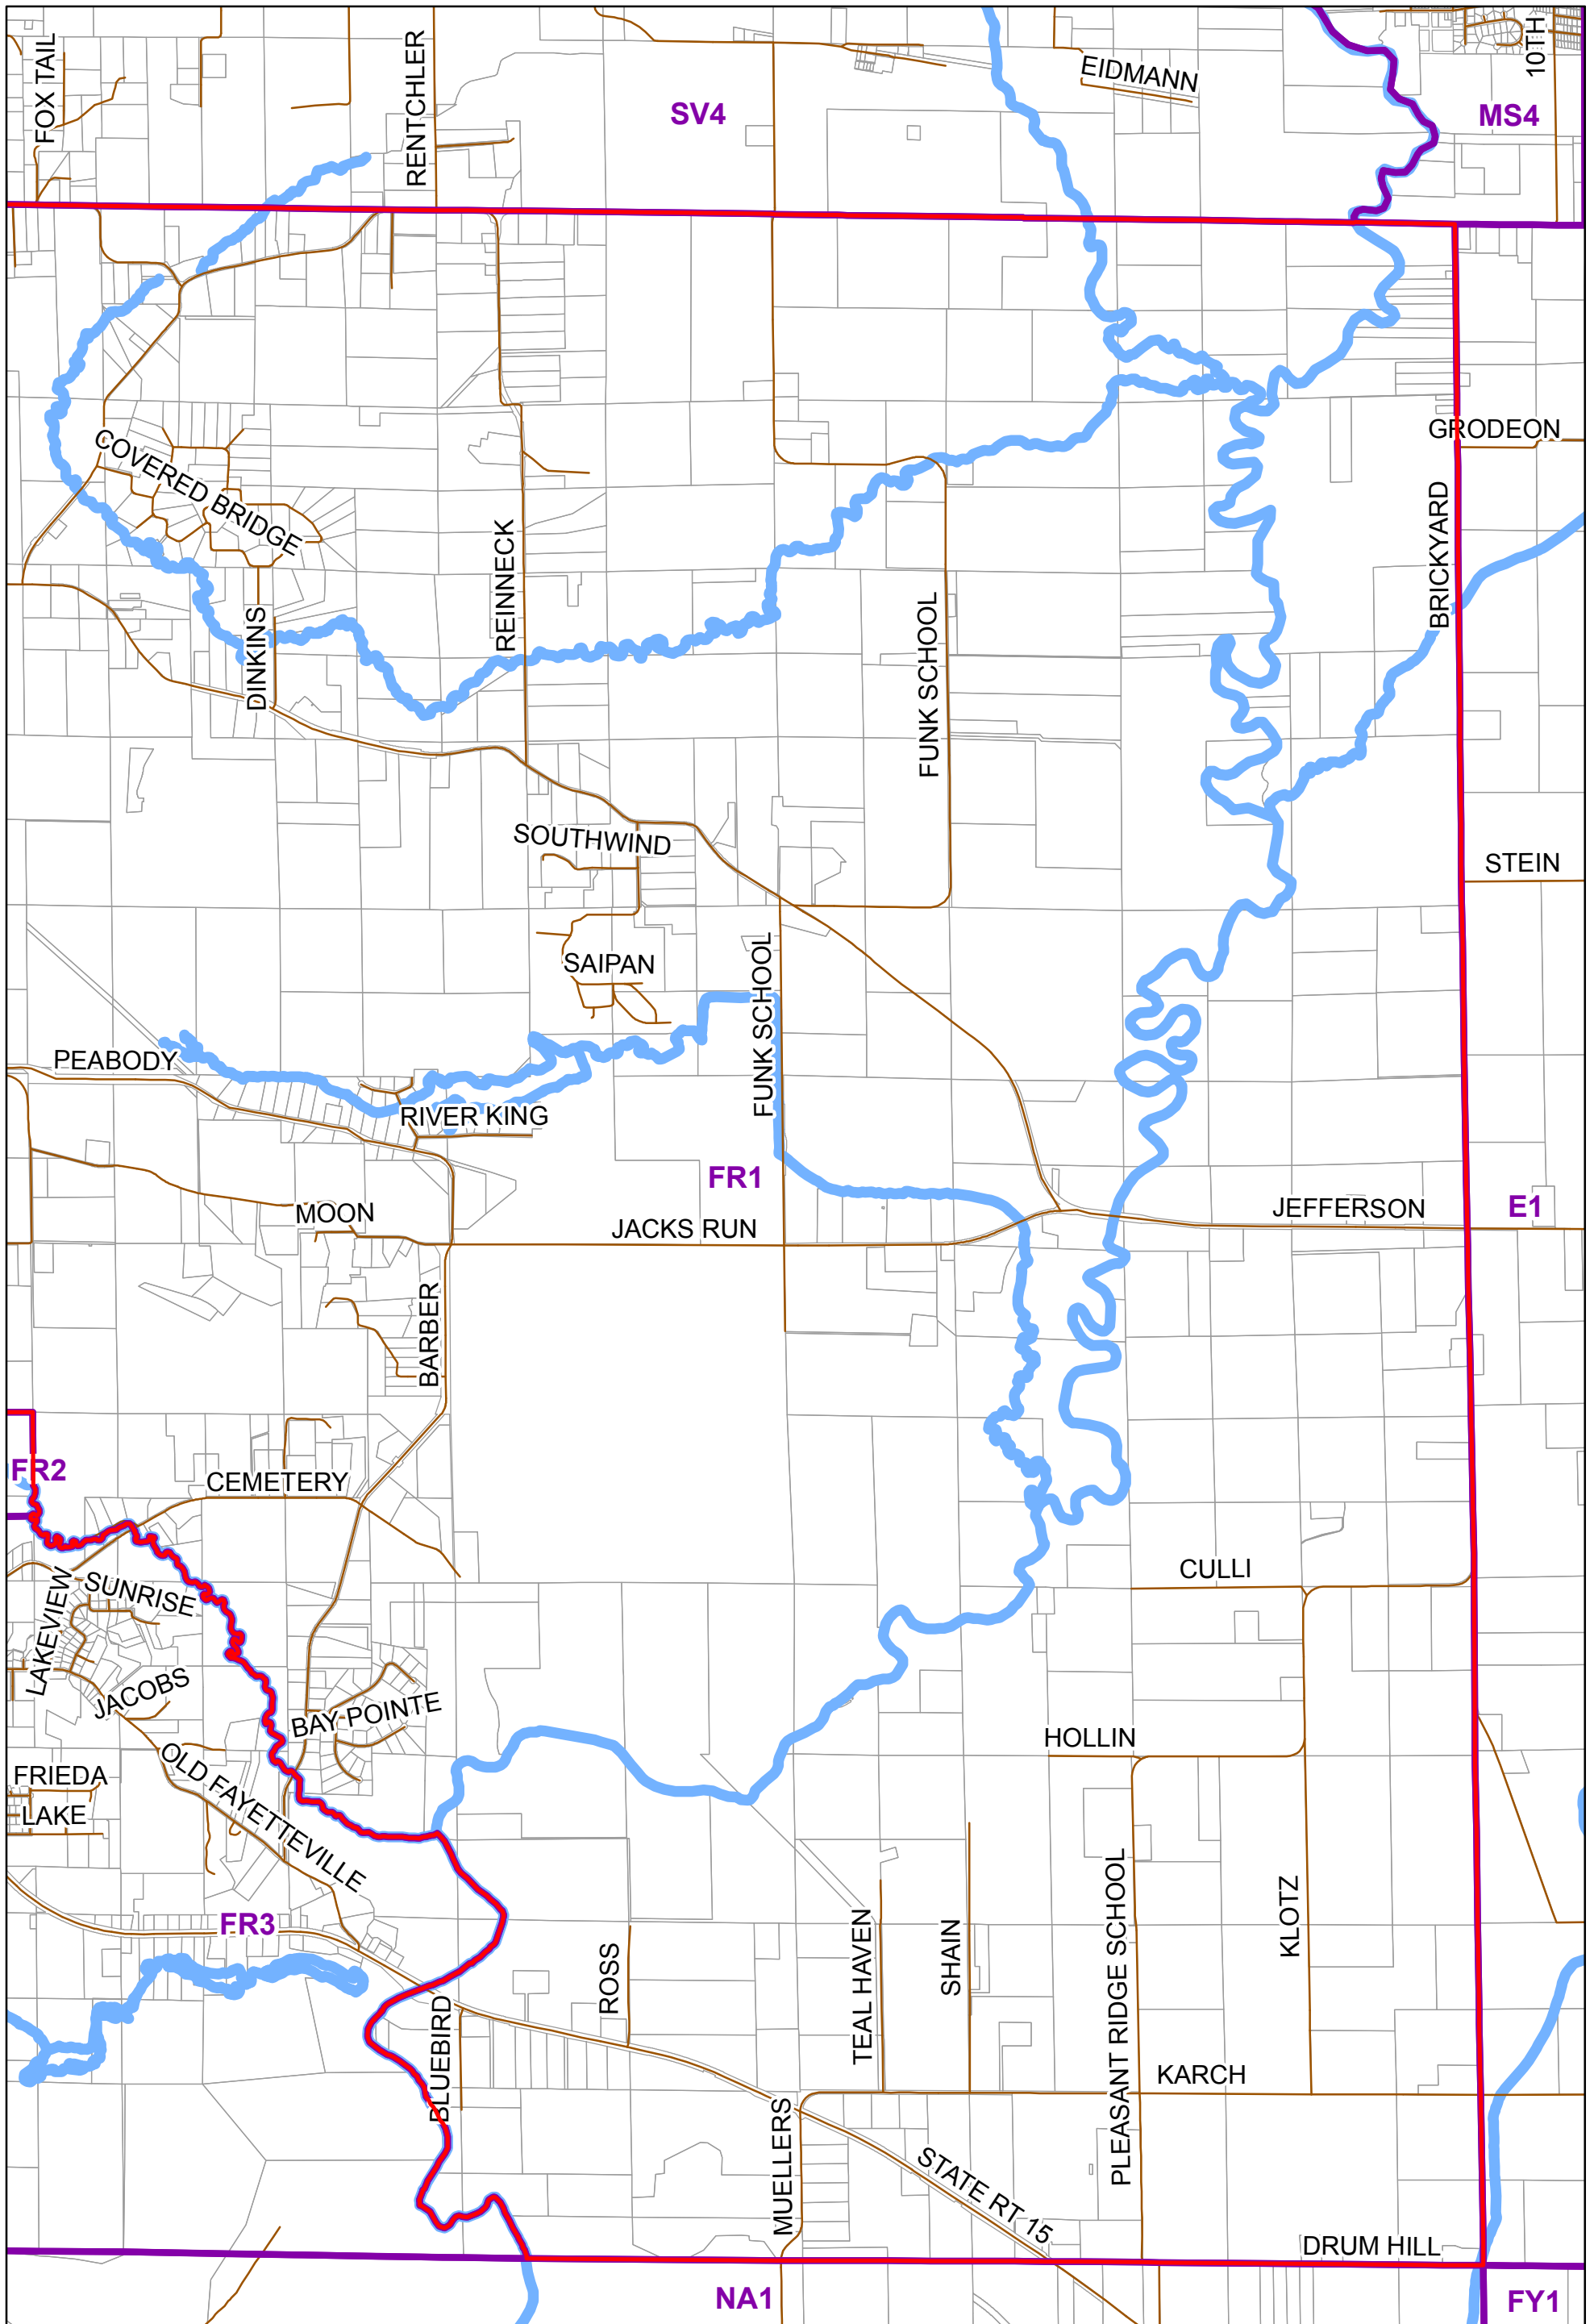 FOX TAIL
RENTCHLER
SV4
EIDMANN
10TH
MS4
GRODEON
COVERED BRIDGE
REINNECK
BRICKYARD
DINKINS
FUNK SCHOOL
SOUTHWIND
STEIN
SAIPAN
FUNK SCHOOL
PEABODY
RIVER KING
FR1
MOON
JACKS RUN
JEFFERSON
E1
BARBER
FR2
CEMETERY
CULLI
SUNRISE
LAKEVIEW
JACOBS
BAY POINTE
HOLLIN
OLD FAYETTEVILLE
FRIEDA
LAKE
FR3
ROSS
TEAL HAVEN
SHAIN
PLEASANT RIDGE SCHOOL
KLOTZ
BLUEBIRD
KARCH
MUELLERS
STATE RT 15
DRUM HILL
NA1
FY1